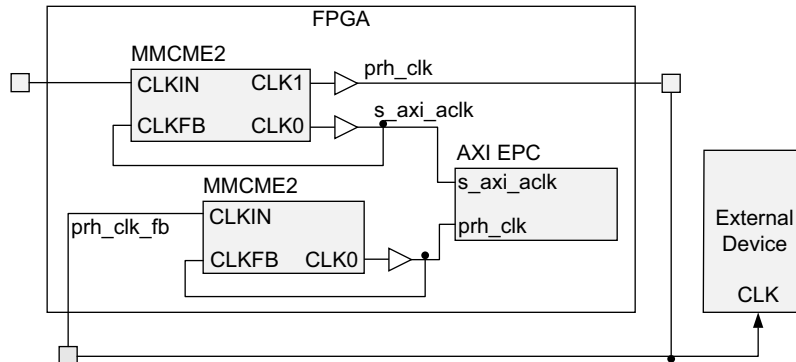 FPGA
MMCME2
CLKIN CLK1
prh_clk
s_axi_aclk
CLKFB CLK0
AXI EPC
MMCME2
s_axi_aclk
prh_clk_fb
CLKIN
prh_clk
CLKFB CLK0
External
Device
CLK